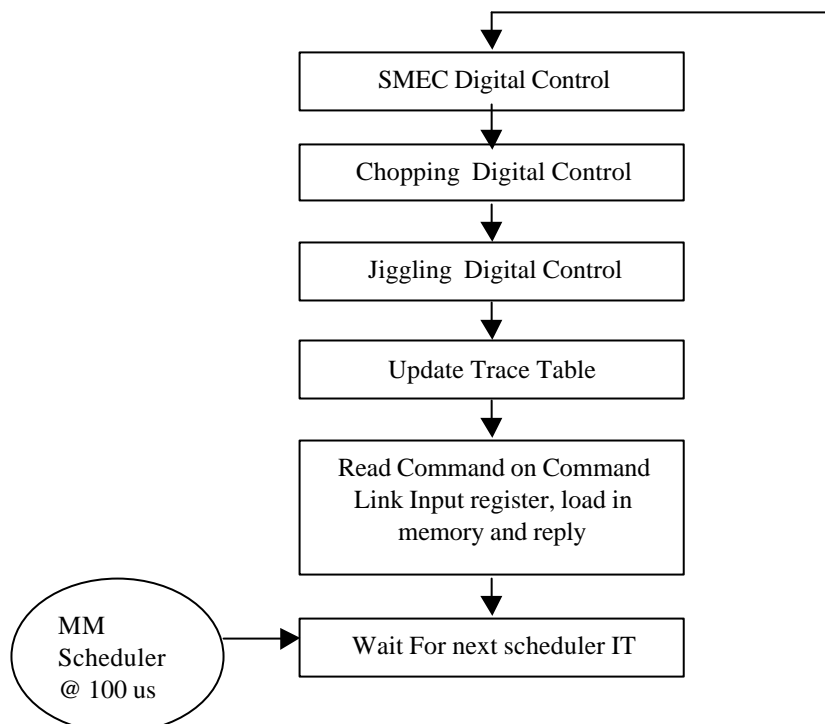 SMEC Digital Control
Chopping  Digital Control
Jiggling  Digital Control
Update Trace Table
Read Command on Command
Link Input register, load in
memory and reply
MM
Scheduler
@ 100 us
Wait For next scheduler IT